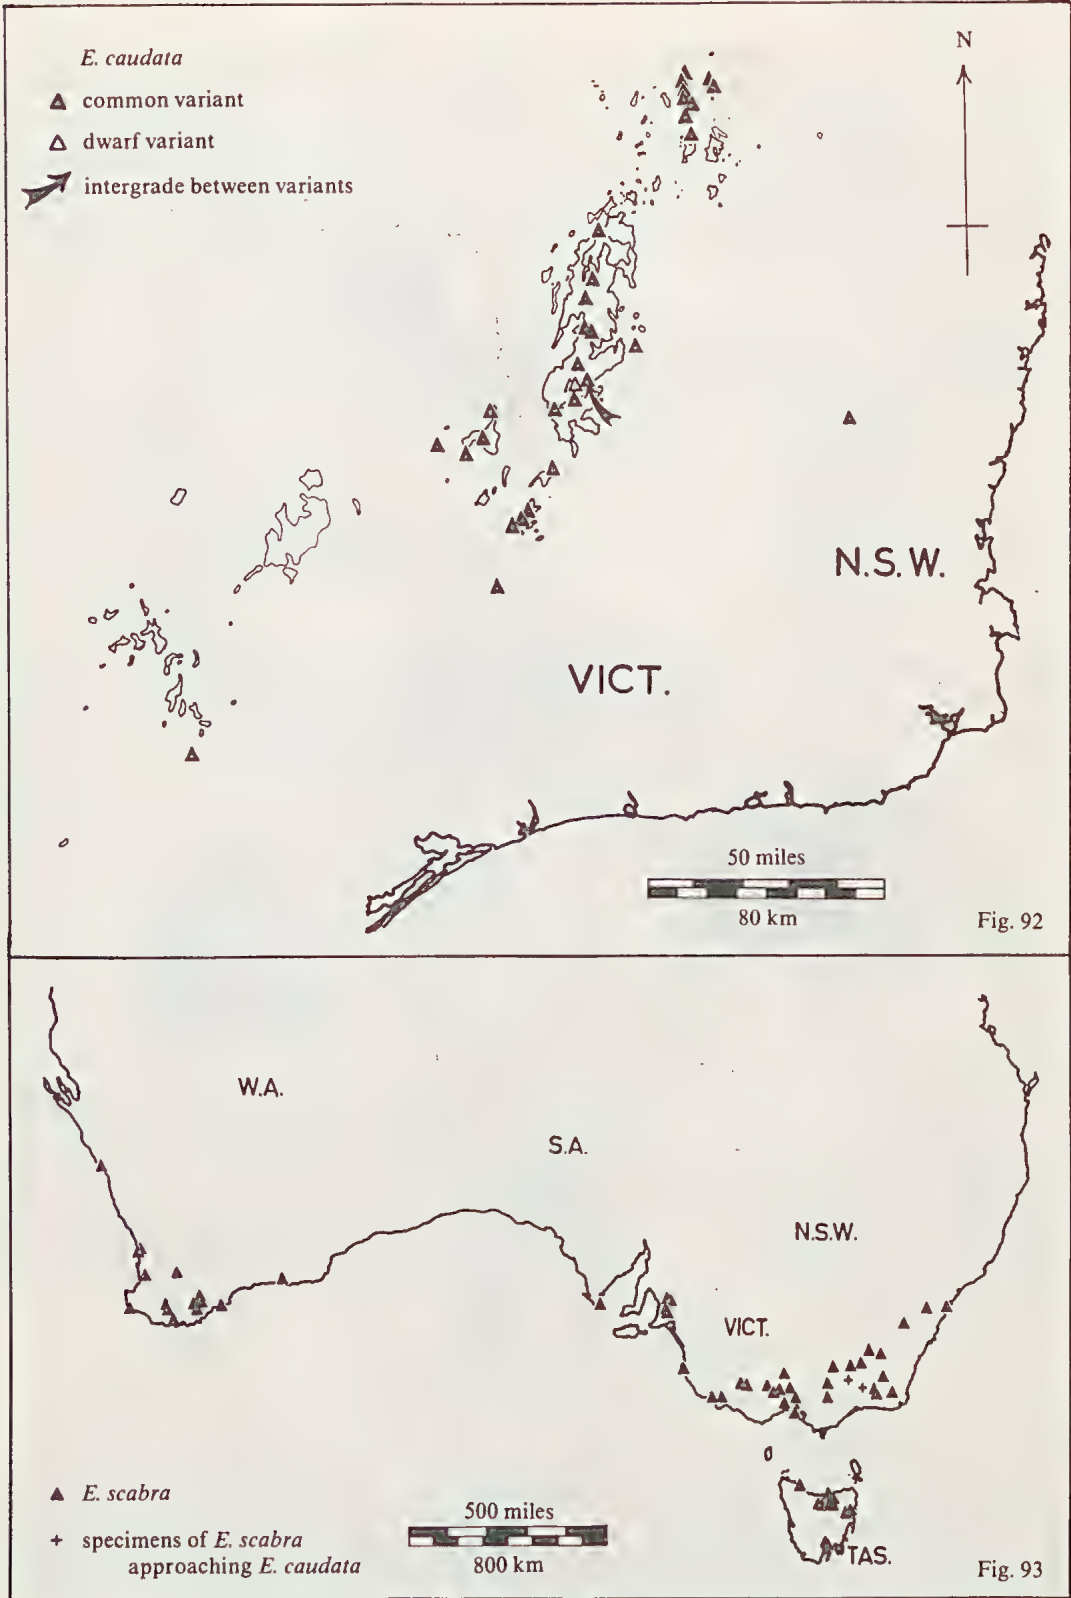 E. caudata
common variant
dwarf variant
intergrade between variants
N
N.S.W.
VICT.
50 miles
80 km
Fig. 92
W.A.
S.A.
N.S.W.
VICT.
E. scabra
specimens of E. scabra
approaching E. caudata
500 miles
800 km
TAS.
Fig. 93